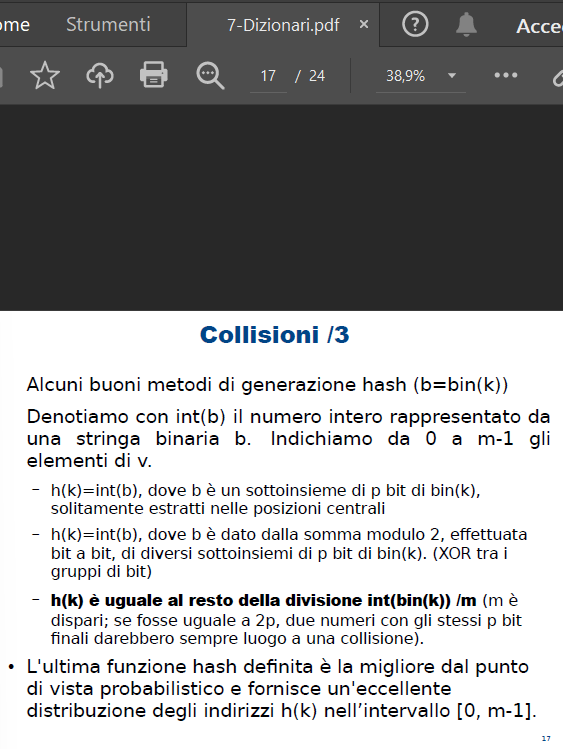 ome Strumenti 7-Dizionari.pdf × ? Acce
17 / 24 38,9%
Collisioni /3
Alcuni buoni metodi di generazione hash (b=bin(k))
Denotiamo con int(b) il numero intero rappresentato da
una stringa binaria b. Indichiamo da 0 a m-1 gli
elementi di v.
– h(k)=int(b), dove b è un sottoinsieme di p bit di bin(k),
solitamente estratti nelle posizioni centrali
– h(k)=int(b), dove b è dato dalla somma modulo 2, effettuata
bit a bit, di diversi sottoinsiemi di p bit di bin(k). (XOR tra i
gruppi di bit)
– h(k) è uguale al resto della divisione int(bin(k)) /m (m è
dispari; se fosse uguale a 2p, due numeri con gli stessi p bit
finali darebbero sempre luogo a una collisione).
• L'ultima funzione hash definita è la migliore dal punto
di vista probabilistico e fornisce un'eccellente
distribuzione degli indirizzi h(k) nell’intervallo [0, m-1].
17